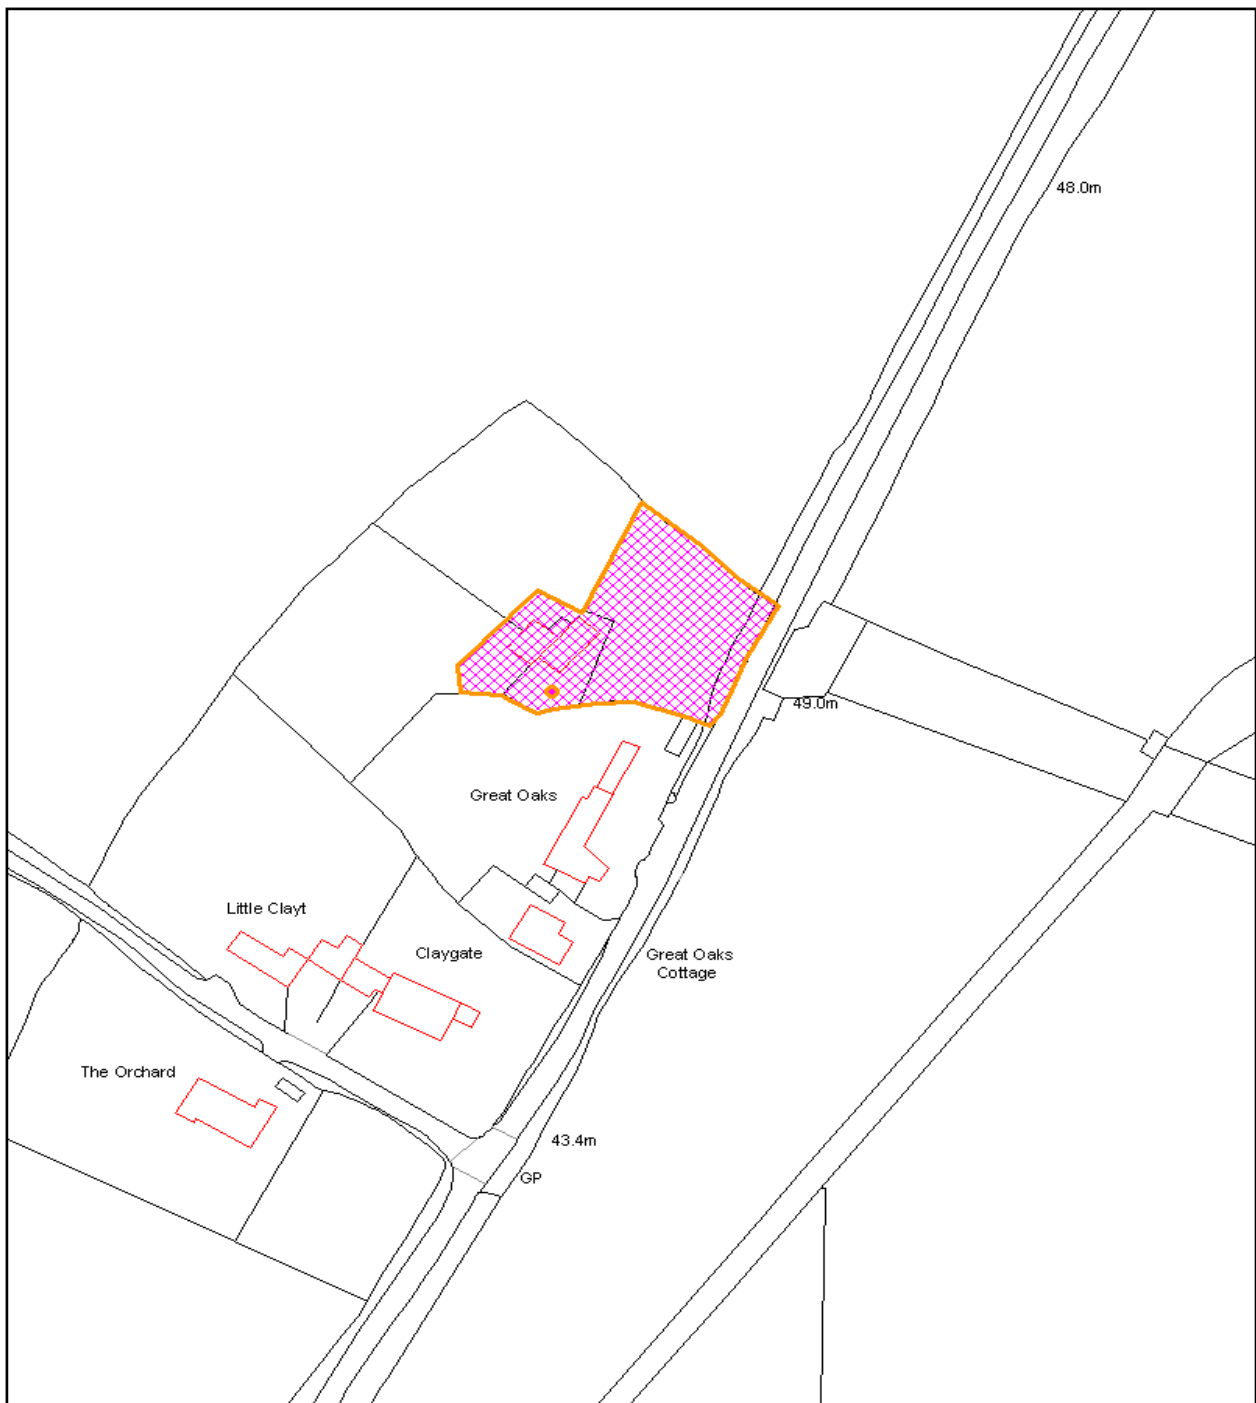 48.0m
49.0m
Great Oaks
Little Clayt
Claygate
Great Oaks
Cottage
The Orchard
43.4m
GP